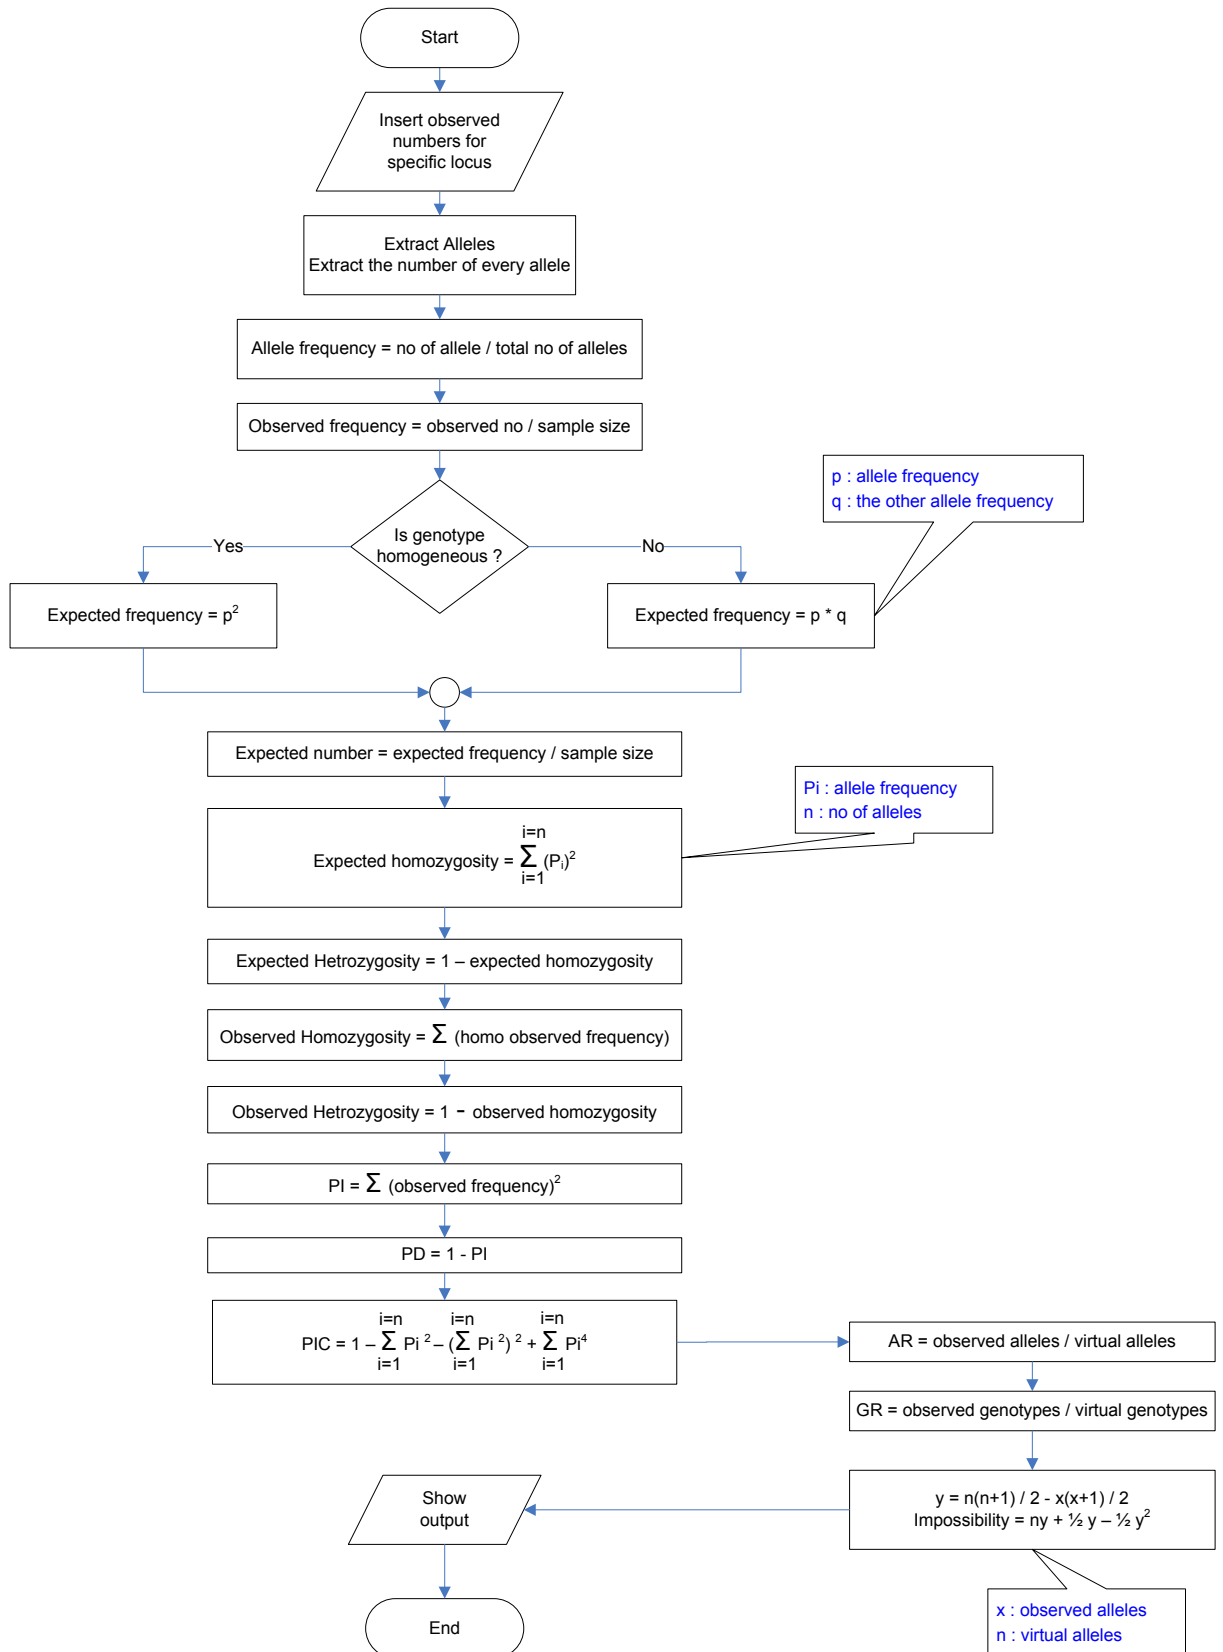 Start
Insert observed
numbers for
specific locus
Extract Alleles
Extract the number of every allele
Allele frequency = no of allele / total no of alleles
Observed frequency = observed no / sample size
p : allele frequency
q : the other allele frequency
Is genotype
homogeneous ?
Yes
No
Expected frequency = p²
Expected frequency = p * q
Expected number = expected frequency / sample size
Pi : allele frequency
n : no of alleles
i=n
Expected homozygosity = Σ (Pᵢ)²
i=1
Expected Hetrozygosity = 1 – expected homozygosity
Observed Homozygosity = Σ (homo observed frequency)
Observed Hetrozygosity = 1 - observed homozygosity
PI = Σ (observed frequency)²
PD = 1 - PI
i=n i=n i=n
PIC = 1 – Σ Pi ² – (Σ Pi ²) ² + Σ Pi⁴
i=1 i=1 i=1
AR = observed alleles / virtual alleles
GR = observed genotypes / virtual genotypes
y = n(n+1) / 2 - x(x+1) / 2
Impossibility = ny + ½ y – ½ y²
x : observed alleles
n : virtual alleles
Show
output
End